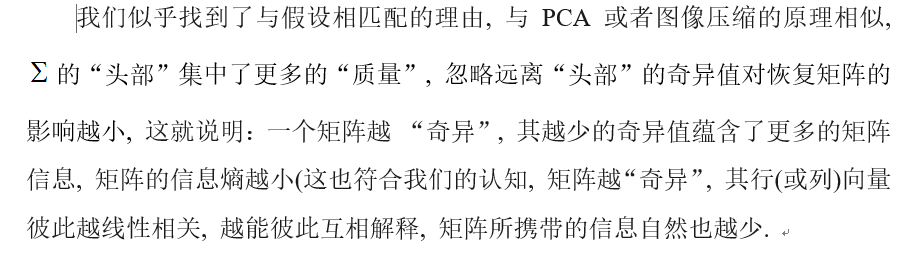 我们似乎找到了与假设相匹配的理由, 与 PCA 或者图像压缩的原理相似,
Σ 的“头部”集中了更多的“质量”, 忽略远离“头部”的奇异值对恢复矩阵的
影响越小, 这就说明: 一个矩阵越 “奇异”, 其越少的奇异值蕴含了更多的矩阵
信息, 矩阵的信息熵越小(这也符合我们的认知, 矩阵越“奇异”, 其行(或列)向量
彼此越线性相关, 越能彼此互相解释, 矩阵所携带的信息自然也越少. ↵